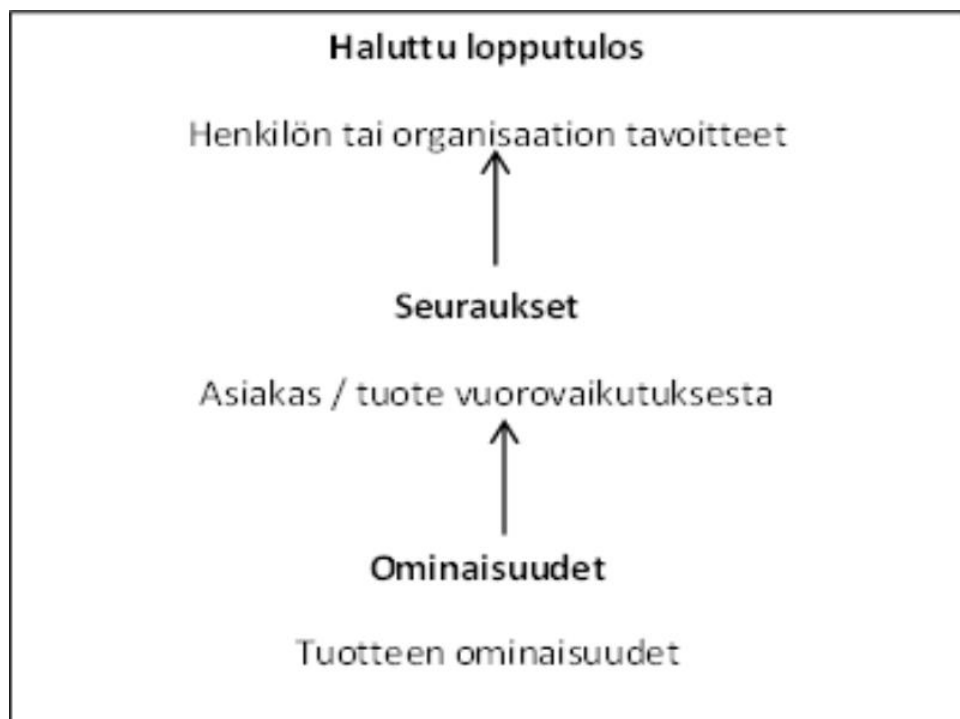 Haluttu lopputulos
Henkilön tai organisaation tavoitteet
Seuraukset
Asiakas / tuote vuorovaikutuksesta
Ominaisuudet
Tuotteen ominaisuudet